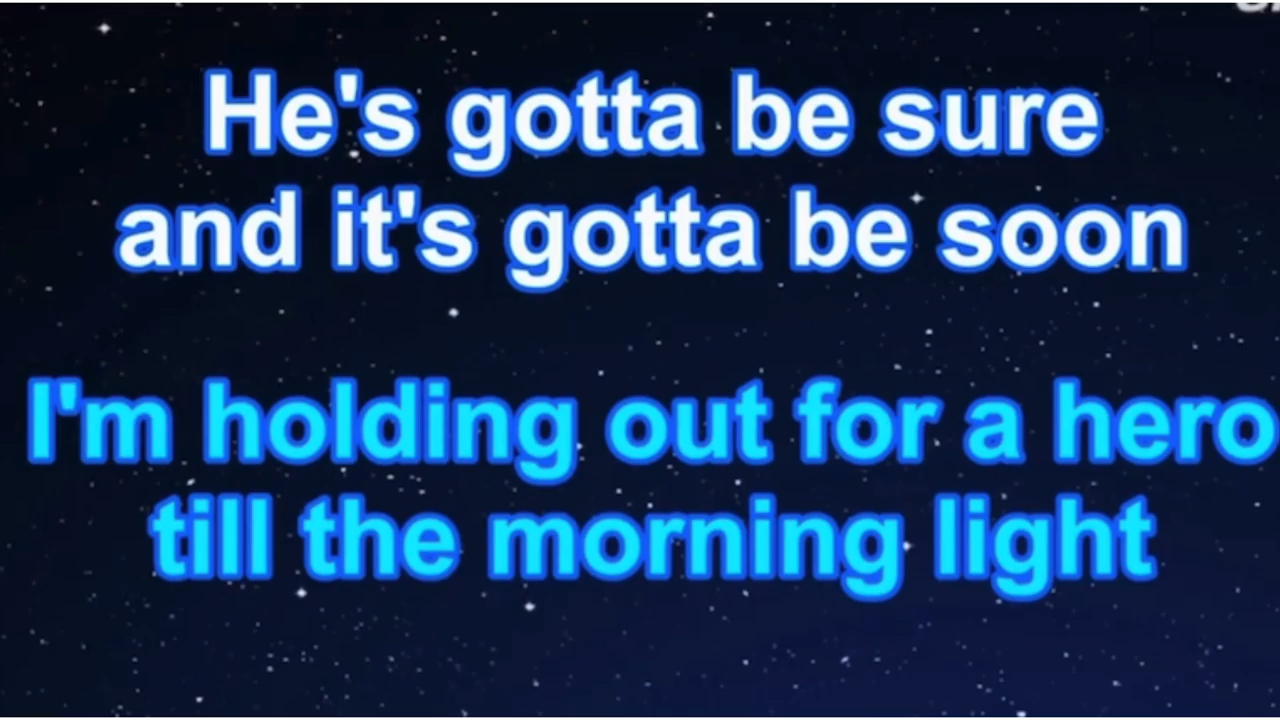 He's gotta be sure
and it's gotta be soon
I'm holding out for a hero
till the morning light